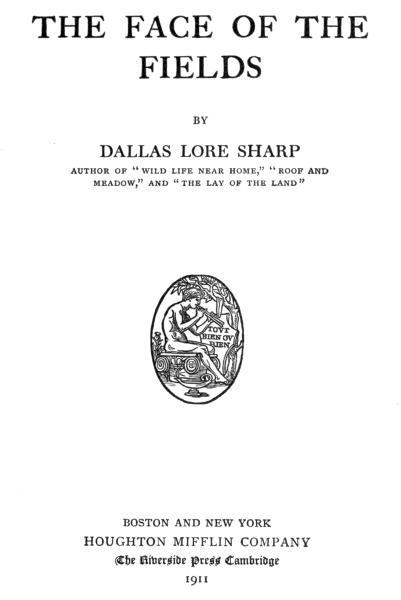 THE FACE OF THE
FIELDS
BY
DALLAS LORE SHARP
AUTHOR OF "WILD LIFE NEAR HOME," "ROOF AND
MEADOW," AND "THE LAY OF THE LAND"
TOVT
BIEN OV
RIEN
BOSTON AND NEW YORK
HOUGHTON MIFFLIN COMPANY
The Riverside Press Cambridge
1911